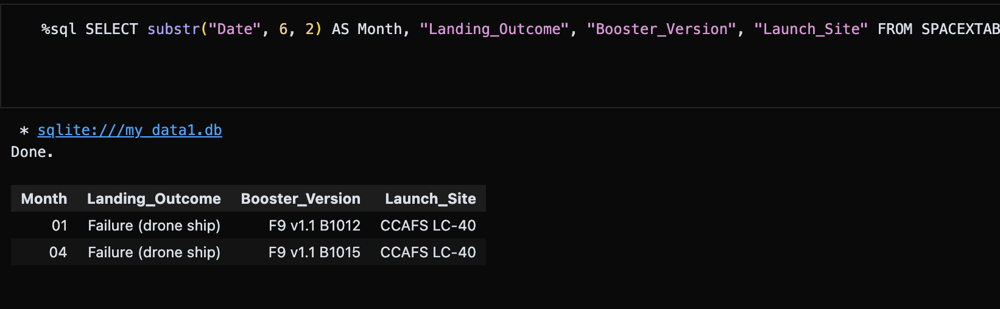 %sql SELECT substr("Date", 6, 2) AS Month, "Landing_Outcome", "Booster_Version", "Launch_Site" FROM SPACEXTAB
* sqlite:///my_data1.db
Done.
Month Landing_Outcome Booster_Version Launch_Site
01 Failure (drone ship) F9 v1.1 B1012 CCAFS LC-40
04 Failure (drone ship) F9 v1.1 B1015 CCAFS LC-40